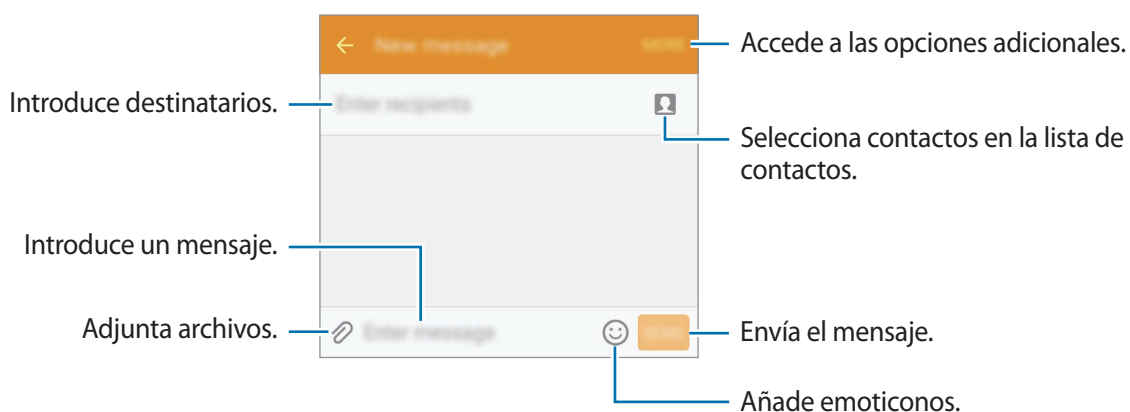 New message
MORE
Accede a las opciones adicionales.
Introduce destinatarios.
Enter recipients
Selecciona contactos en la lista de
contactos.
Introduce un mensaje.
Adjunta archivos.
Enter message
Envía el mensaje.
Añade emoticonos.